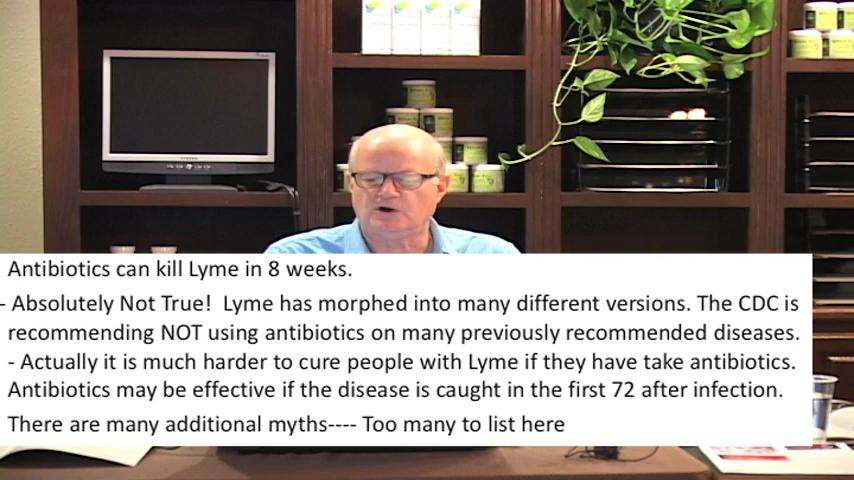 Antibiotics can kill Lyme in 8 weeks.
- Absolutely Not True!  Lyme has morphed into many different versions. The CDC is
recommending NOT using antibiotics on many previously recommended diseases.
- Actually it is much harder to cure people with Lyme if they have take antibiotics.
Antibiotics may be effective if the disease is caught in the first 72 after infection.
There are many additional myths---- Too many to list here